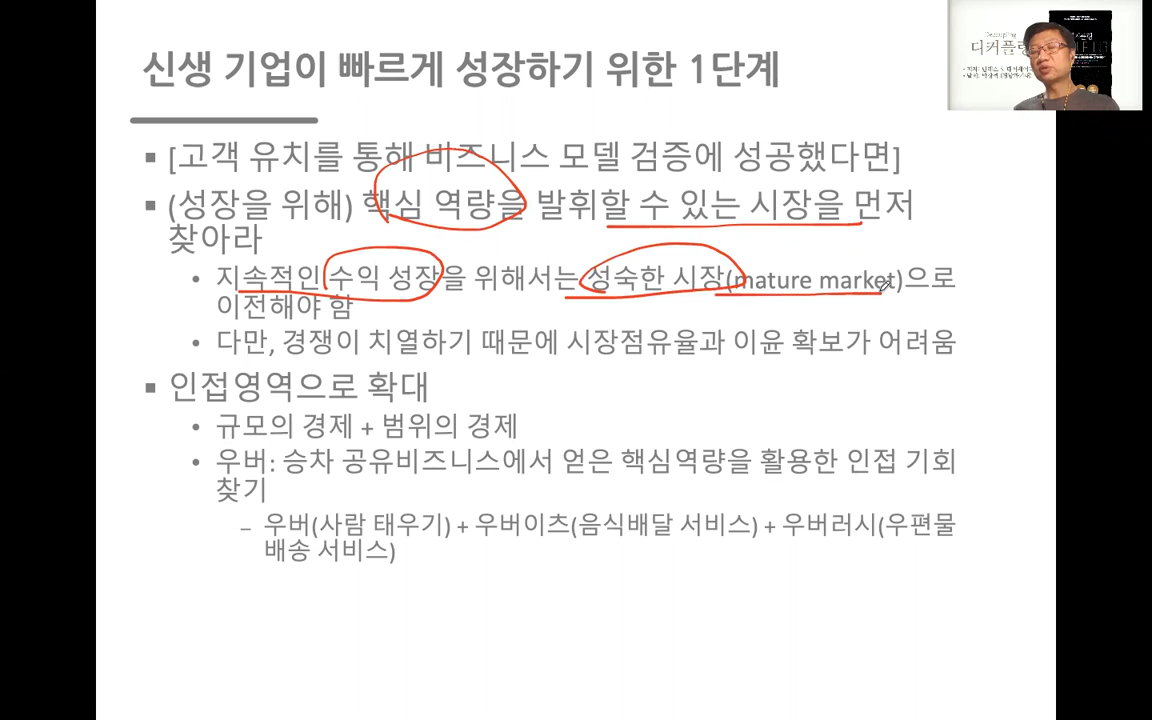 신생 기업이 빠르게 성장하기 위한 1단계
디커플링
▪ [고객 유치를 통해 비즈니스 모델 검증에 성공했다면]
▪ (성장을 위해) 핵심 역량을 발휘할 수 있는 시장을 먼저
찾아라
• 지속적인 수익 성장을 위해서는 성숙한 시장(mature market)으로
이전해야 함
• 다만, 경쟁이 치열하기 때문에 시장점유율과 이윤 확보가 어려움
▪ 인접영역으로 확대
• 규모의 경제 + 범위의 경제
• 우버: 승차 공유비즈니스에서 얻은 핵심역량을 활용한 인접 기회
찾기
– 우버(사람 태우기) + 우버이츠(음식배달 서비스) + 우버러시(우편물
배송 서비스)